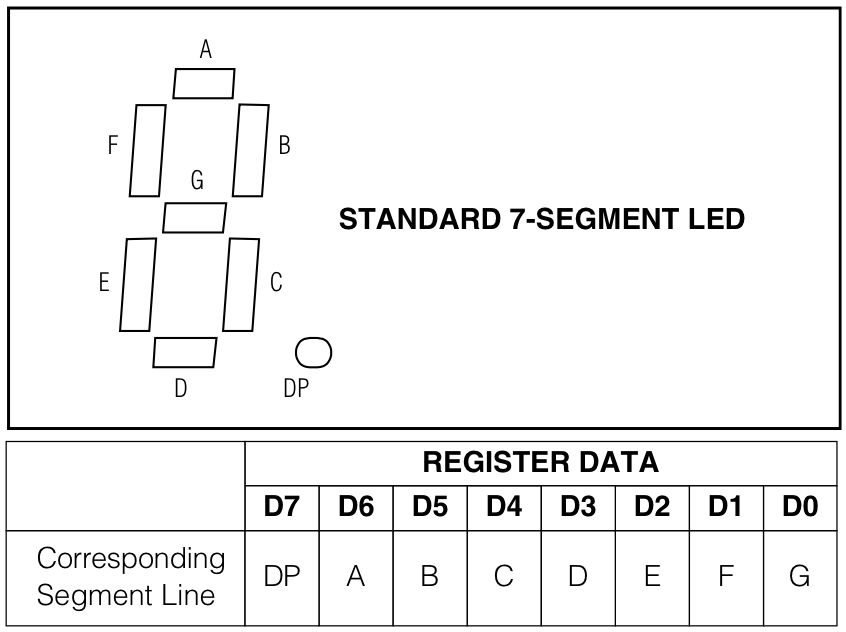 A
F
B
G
STANDARD 7-SEGMENT LED
E
C
D
DP
REGISTER DATA
D7 D6 D5 D4 D3 D2 D1 D0
Corresponding
Segment Line
DP A B C D E F G